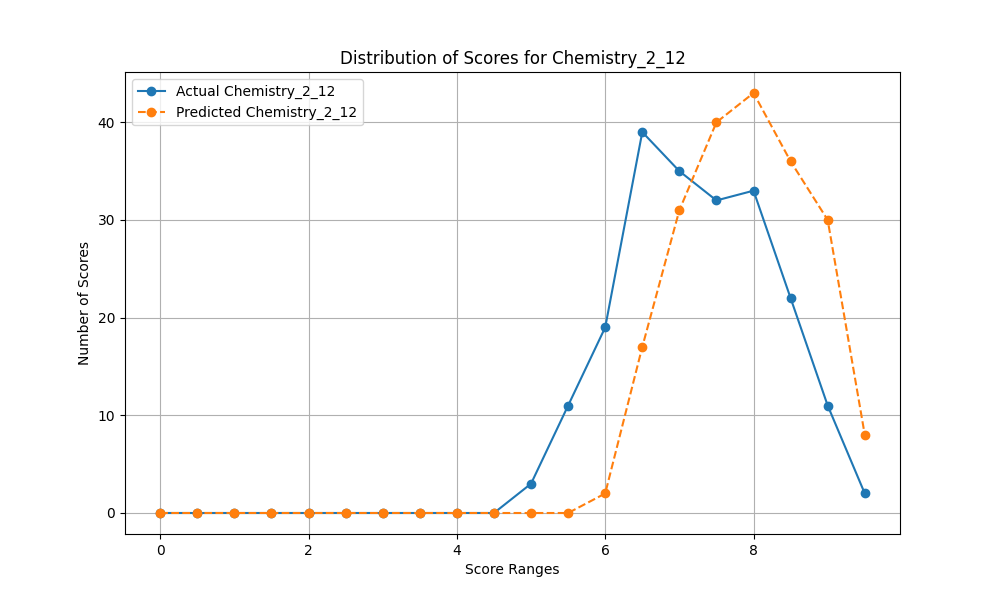 Distribution of Scores for Chemistry_2_12
Actual Chemistry_2_12
Predicted Chemistry_2_12
Number of Scores
40
30
20
10
0
0 2 4 6 8
Score Ranges